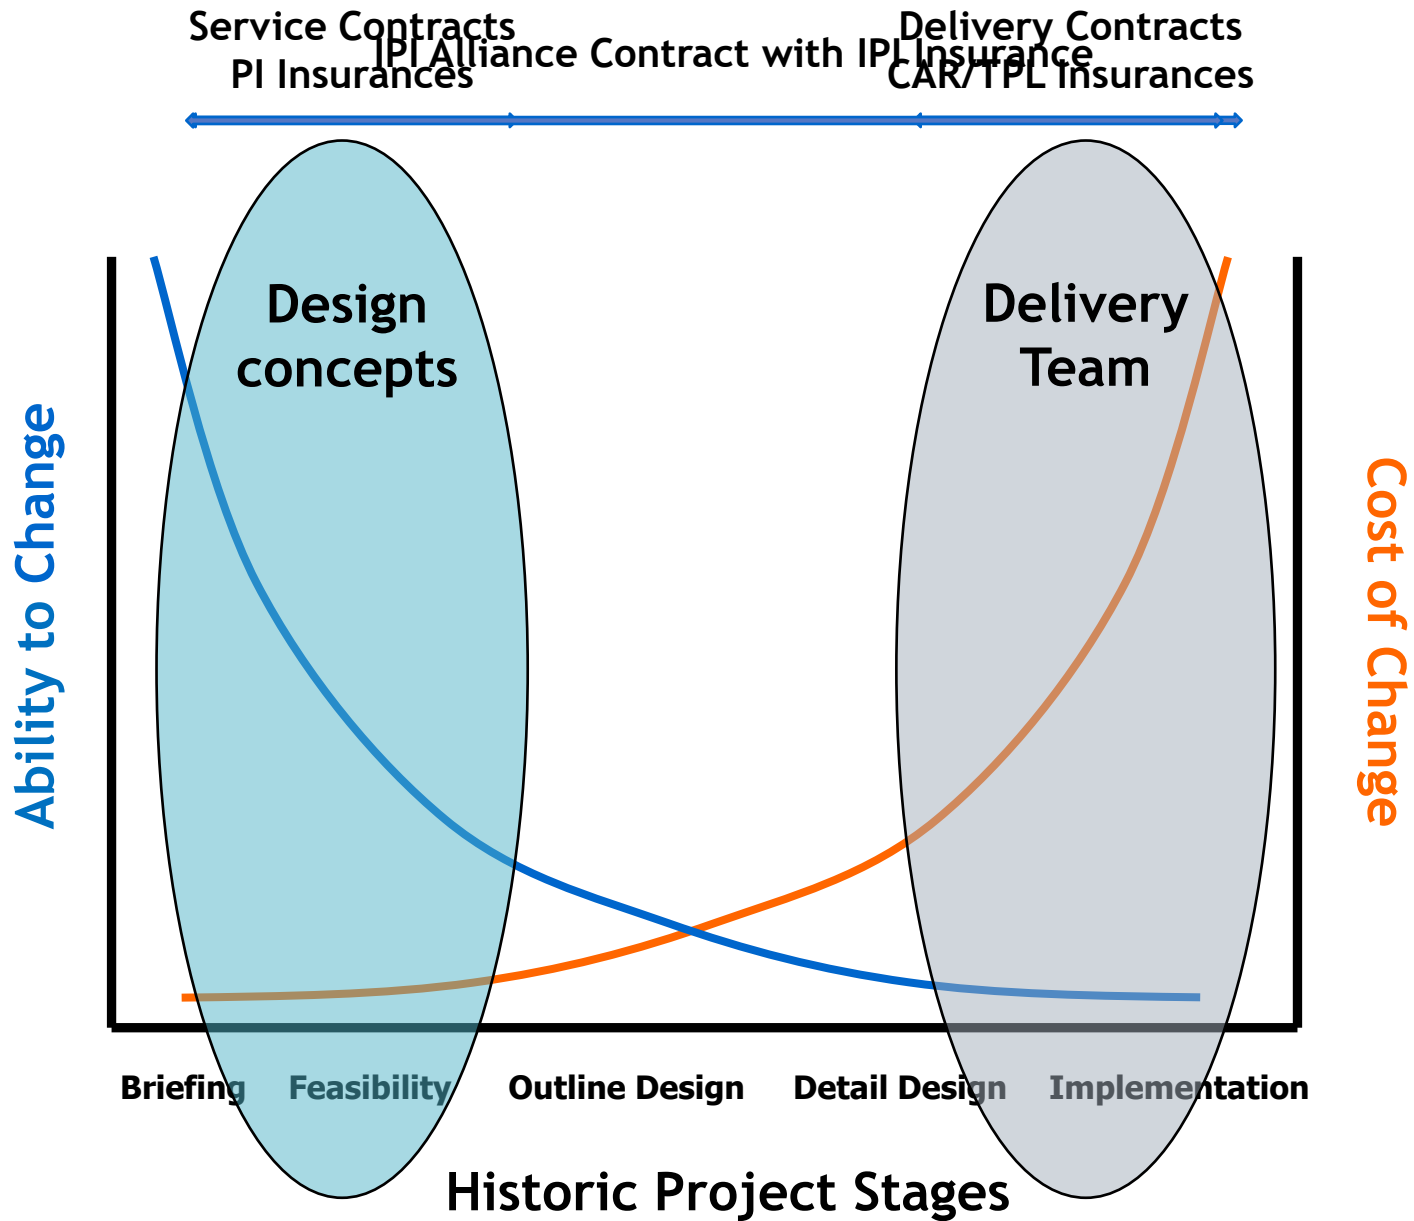 Service Contracts
PI Insurances
IPI Alliance Contract with IPI Insurance
Delivery Contracts
CAR/TPL insurances
Design
concepts
Delivery
Team
Ability to Change
Cost of Change
Briefing Feasibility Outline Design Detail Design Implementation
Historic Project Stages